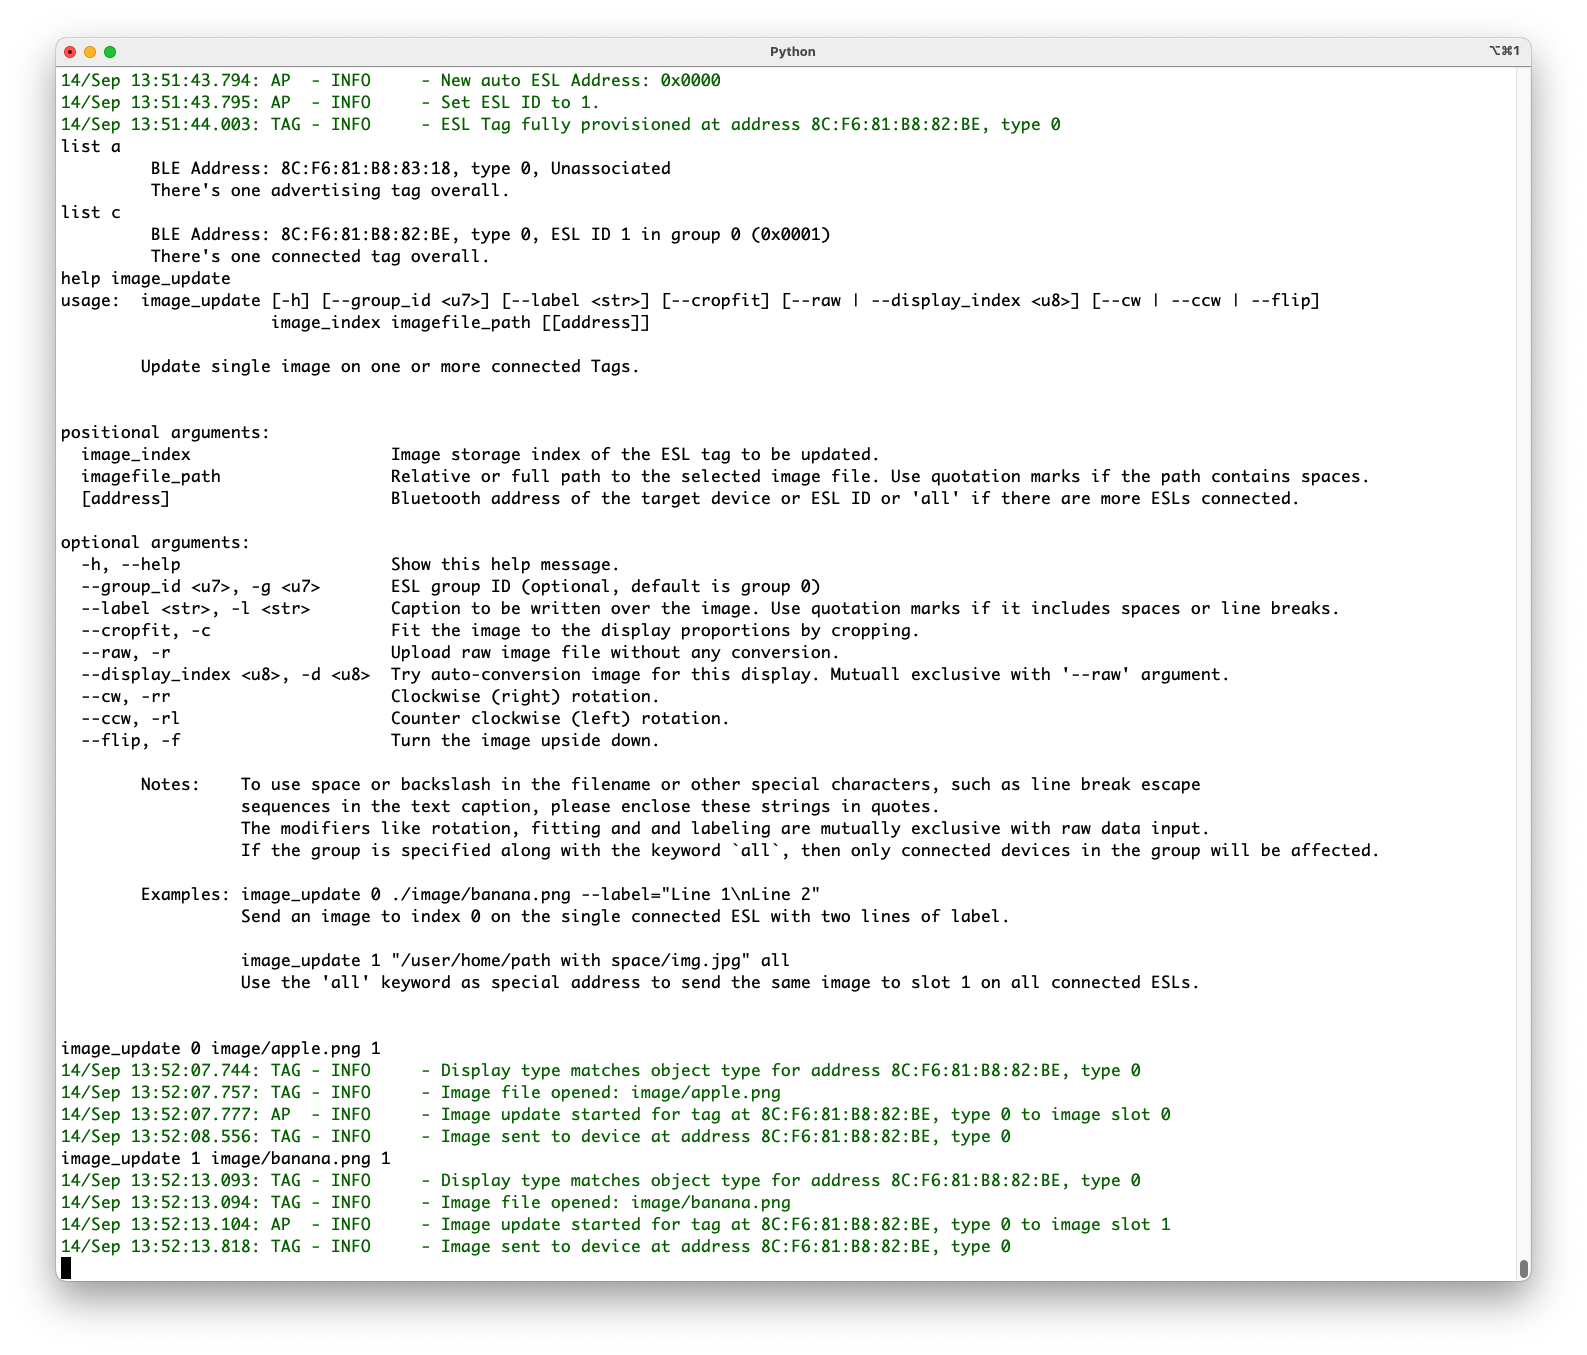 Python
⌥⌘1
14/Sep 13:51:43.794: AP  - INFO     - New auto ESL Address: 0x0000
14/Sep 13:51:43.795: AP  - INFO     - Set ESL ID to 1.
14/Sep 13:51:44.003: TAG - INFO     - ESL Tag fully provisioned at address 8C:F6:81:B8:82:BE, type 0
list a
         BLE Address: 8C:F6:81:B8:83:18, type 0, Unassociated
         There's one advertising tag overall.
list c
         BLE Address: 8C:F6:81:B8:82:BE, type 0, ESL ID 1 in group 0 (0x0001)
         There's one connected tag overall.
help image_update
usage:  image_update [-h] [--group_id <u7>] [--label <str>] [--cropfit] [--raw | --display_index <u8>] [--cw | --ccw | --flip]
                     image_index imagefile_path [[address]]
        Update single image on one or more connected Tags.
positional arguments:
  image_index                    Image storage index of the ESL tag to be updated.
  imagefile_path                 Relative or full path to the selected image file. Use quotation marks if the path contains spaces.
  [address]                      Bluetooth address of the target device or ESL ID or 'all' if there are more ESLs connected.
optional arguments:
  -h, --help                     Show this help message.
  --group_id <u7>, -g <u7>       ESL group ID (optional, default is group 0)
  --label <str>, -l <str>        Caption to be written over the image. Use quotation marks if it includes spaces or line breaks.
  --cropfit, -c                  Fit the image to the display proportions by cropping.
  --raw, -r                      Upload raw image file without any conversion.
  --display_index <u8>, -d <u8>  Try auto-conversion image for this display. Mutuall exclusive with '--raw' argument.
  --cw, -rr                      Clockwise (right) rotation.
  --ccw, -rl                     Counter clockwise (left) rotation.
  --flip, -f                     Turn the image upside down.
        Notes:    To use space or backslash in the filename or other special characters, such as line break escape
                  sequences in the text caption, please enclose these strings in quotes.
                  The modifiers like rotation, fitting and and labeling are mutually exclusive with raw data input.
                  If the group is specified along with the keyword `all`, then only connected devices in the group will be affected.
        Examples: image_update 0 ./image/banana.png --label="Line 1\nLine 2"
                  Send an image to index 0 on the single connected ESL with two lines of label.
                  image_update 1 "/user/home/path with space/img.jpg" all
                  Use the 'all' keyword as special address to send the same image to slot 1 on all connected ESLs.
image_update 0 image/apple.png 1
14/Sep 13:52:07.744: TAG - INFO     - Display type matches object type for address 8C:F6:81:B8:82:BE, type 0
14/Sep 13:52:07.757: TAG - INFO     - Image file opened: image/apple.png
14/Sep 13:52:07.777: AP  - INFO     - Image update started for tag at 8C:F6:81:B8:82:BE, type 0 to image slot 0
14/Sep 13:52:08.556: TAG - INFO     - Image sent to device at address 8C:F6:81:B8:82:BE, type 0
image_update 1 image/banana.png 1
14/Sep 13:52:13.093: TAG - INFO     - Display type matches object type for address 8C:F6:81:B8:82:BE, type 0
14/Sep 13:52:13.094: TAG - INFO     - Image file opened: image/banana.png
14/Sep 13:52:13.104: AP  - INFO     - Image update started for tag at 8C:F6:81:B8:82:BE, type 0 to image slot 1
14/Sep 13:52:13.818: TAG - INFO     - Image sent to device at address 8C:F6:81:B8:82:BE, type 0